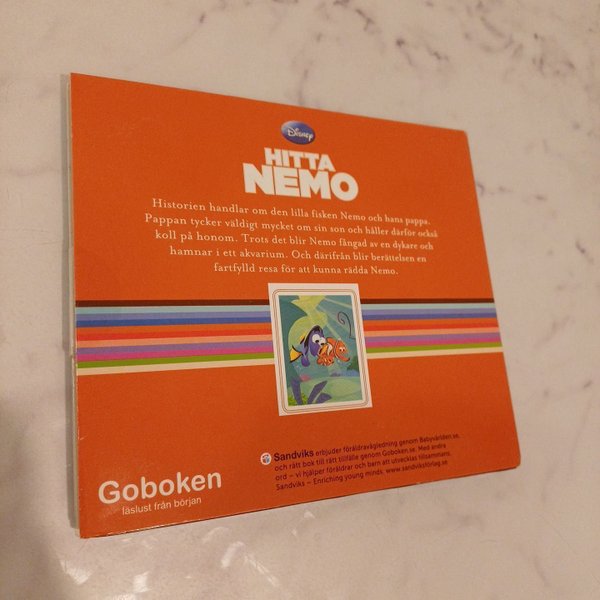 Disney
HITTA
NEMO
Historien handlar om den lilla fisken Nemo och hans pappa.
Pappan tycker väldigt mycket om sin son och håller därför också
koll på honom. Trots det blir Nemo fångad av en dykare och
hamnar i ett akvarium. Och därifrån blir berättelsen en
fartfylld resa för att kunna rädda Nemo.
Sandviks erbjuder föräldravägledning genom Babyvärlden.se,
och rätt bok till rätt tillfälle genom Goboken.se. Med andra
ord – vi hjälper föräldrar och barn att utvecklas tillsammans.
Sandviks – Enriching young minds. www.sandviksförlag.se
Goboken
läslust från början